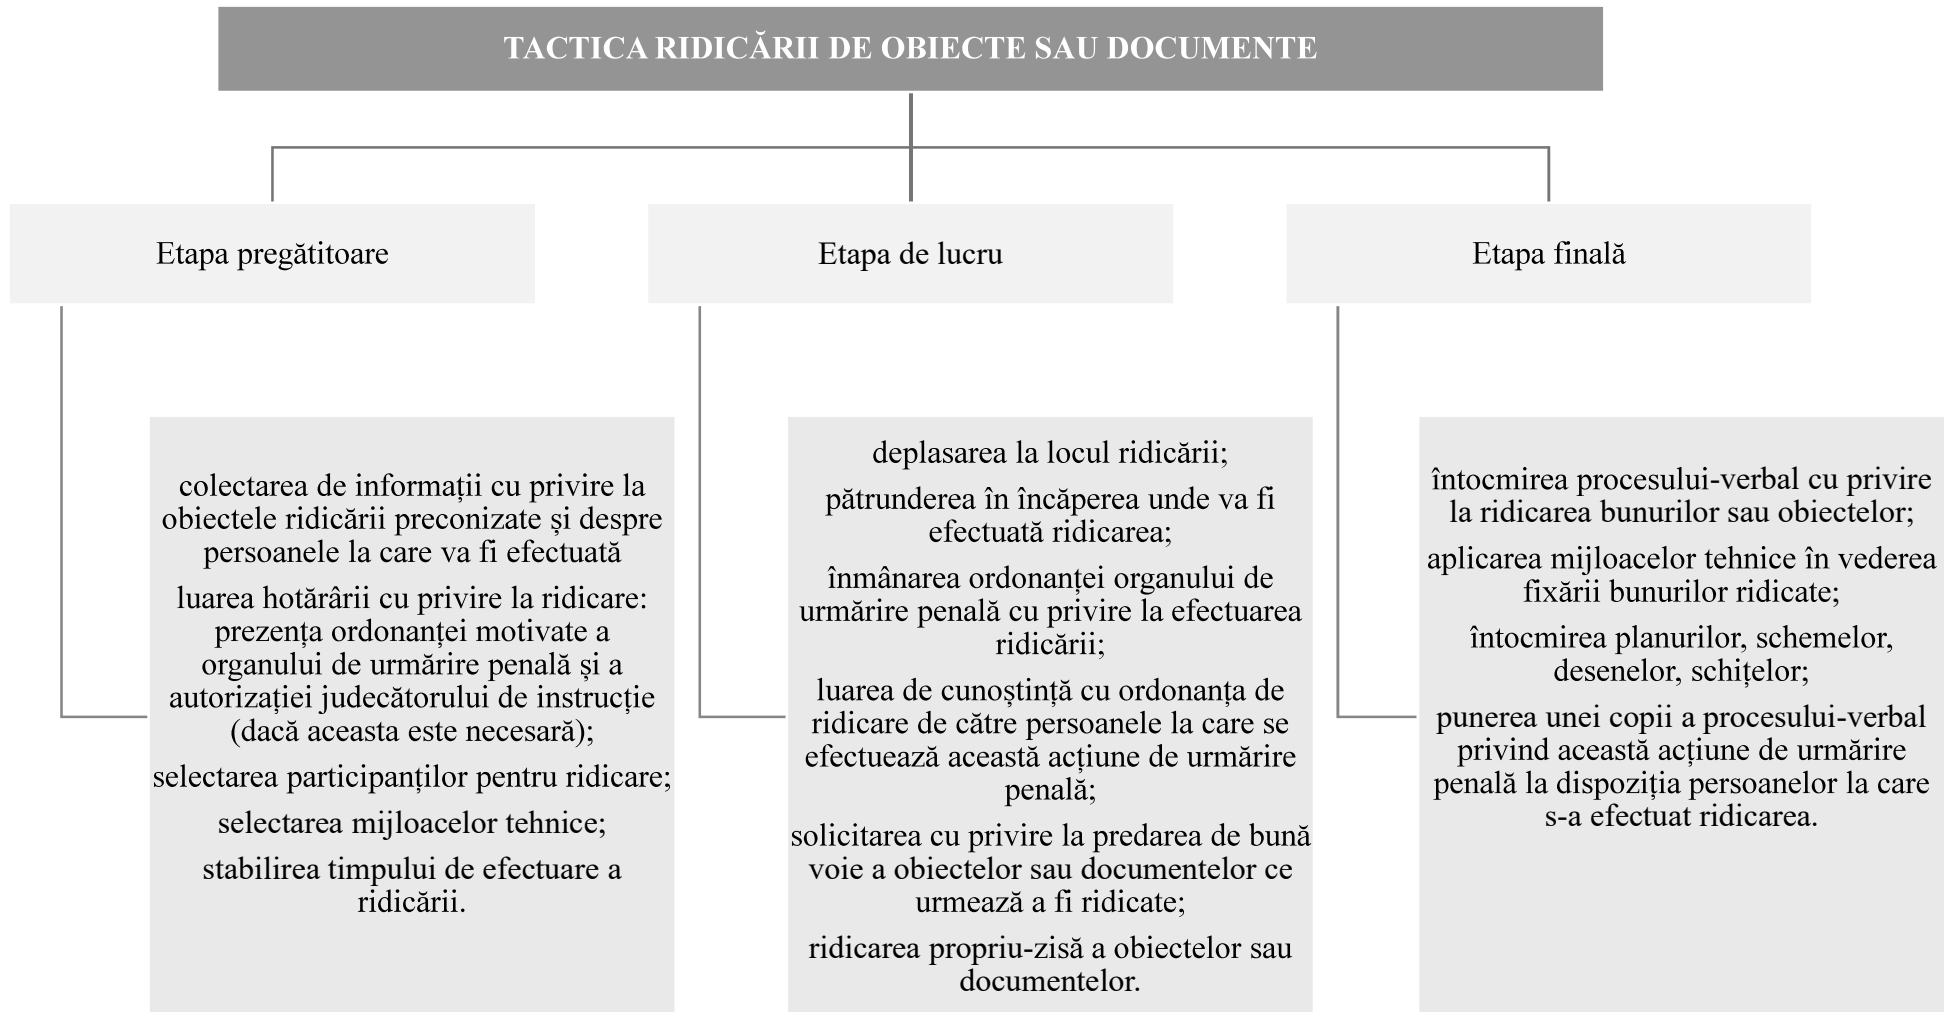 TACTICA RIDICĂRII DE OBIECTE SAU DOCUMENTE
Etapa pregătitoare
colectarea de informații cu privire la
obiectele ridicării preconizate și despre
persoanele la care va fi efectuată
luarea hotărârii cu privire la ridicare:
prezența ordonanței motivate a
organului de urmărire penală și a
autorizației judecătorului de instrucție
(dacă aceasta este necesară);
selectarea participanților pentru ridicare;
selectarea mijloacelor tehnice;
stabilirea timpului de efectuare a
ridicării.
Etapa de lucru
deplasarea la locul ridicării;
pătrunderea în încăperea unde va fi
efectuată ridicarea;
înmânarea ordonanței organului de
urmărire penală cu privire la efectuarea
ridicării;
luarea de cunoștință cu ordonanța de
ridicare de către persoanele la care se
efectuează această acțiune de urmărire
penală;
solicitarea cu privire la predarea de bună
voie a obiectelor sau documentelor ce
urmează a fi ridicate;
ridicarea propriu-zisă a obiectelor sau
documentelor.
Etapa finală
întocmirea procesului-verbal cu privire
la ridicarea bunurilor sau obiectelor;
aplicarea mijloacelor tehnice în vederea
fixării bunurilor ridicate;
întocmirea planurilor, schemelor,
desenelor, schițelor;
punerea unei copii a procesului-verbal
privind această acțiune de urmărire
penală la dispoziția persoanelor la care
s-a efectuat ridicarea.